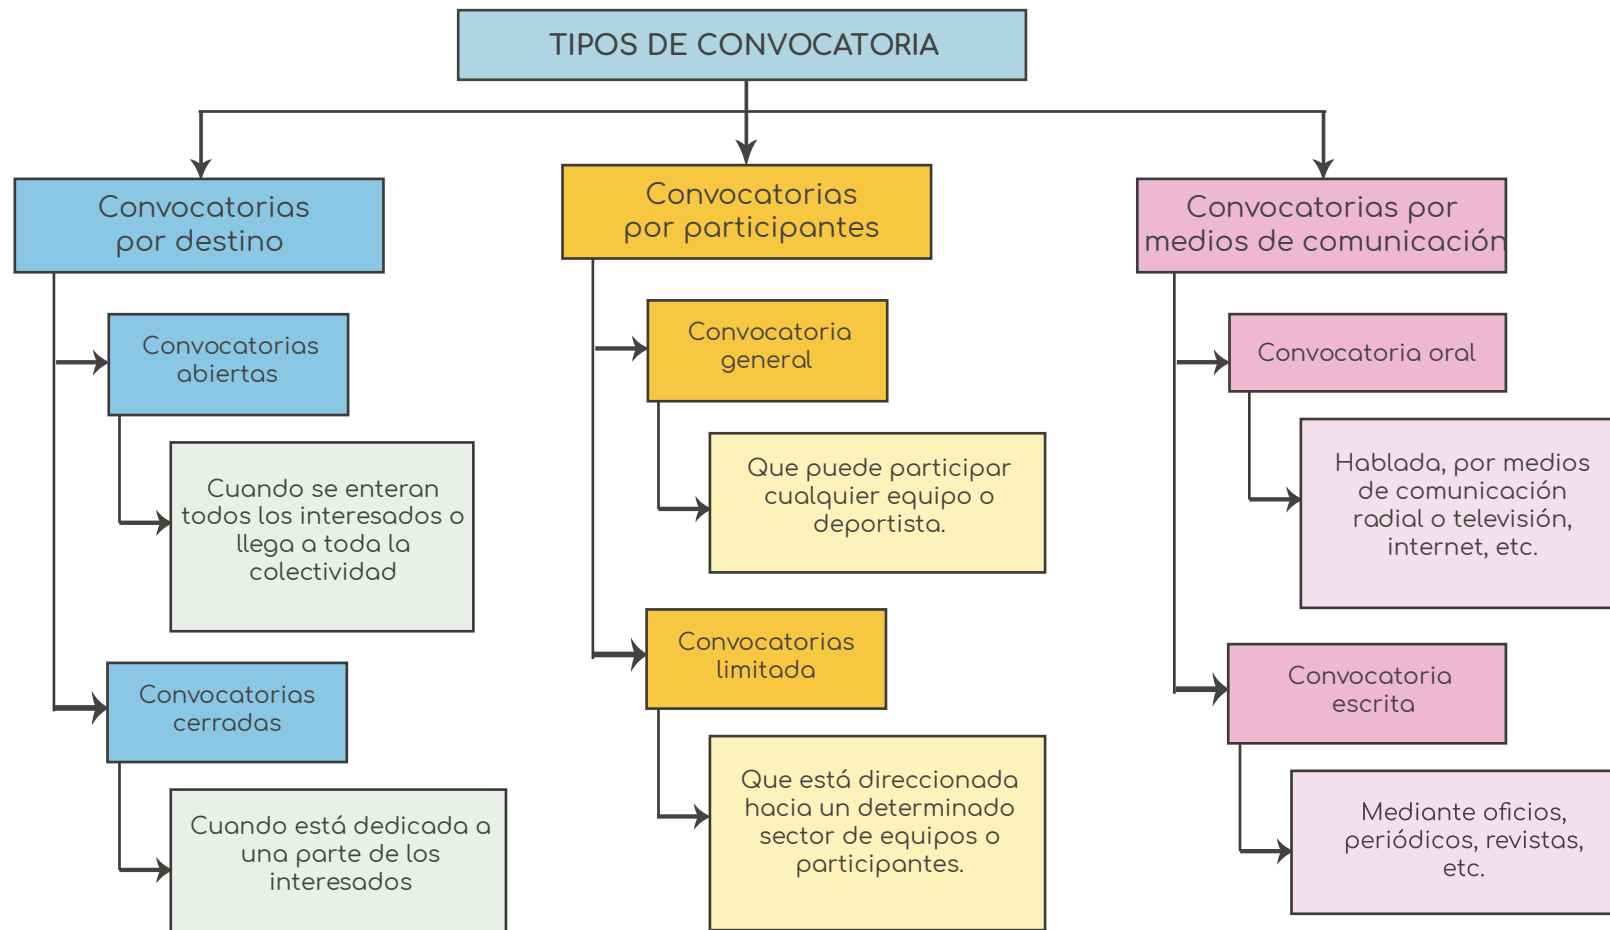 TIPOS DE CONVOCATORIA
Convocatorias
por destino
Convocatorias
abiertas
Cuando se enteran
todos los interesados o
llega a toda la
colectividad
Convocatorias
cerradas
Cuando está dedicada a
una parte de los
interesados
Convocatorias
por participantes
Convocatoria
general
Que puede participar
cualquier equipo o
deportista.
Convocatorias
limitada
Que está direccionada
hacia un determinado
sector de equipos o
participantes.
Convocatorias por
medios de comunicación
Convocatoria oral
Hablada, por medios
de comunicación
radial o televisión,
internet, etc.
Convocatoria
escrita
Mediante oficios,
periódicos, revistas,
etc.